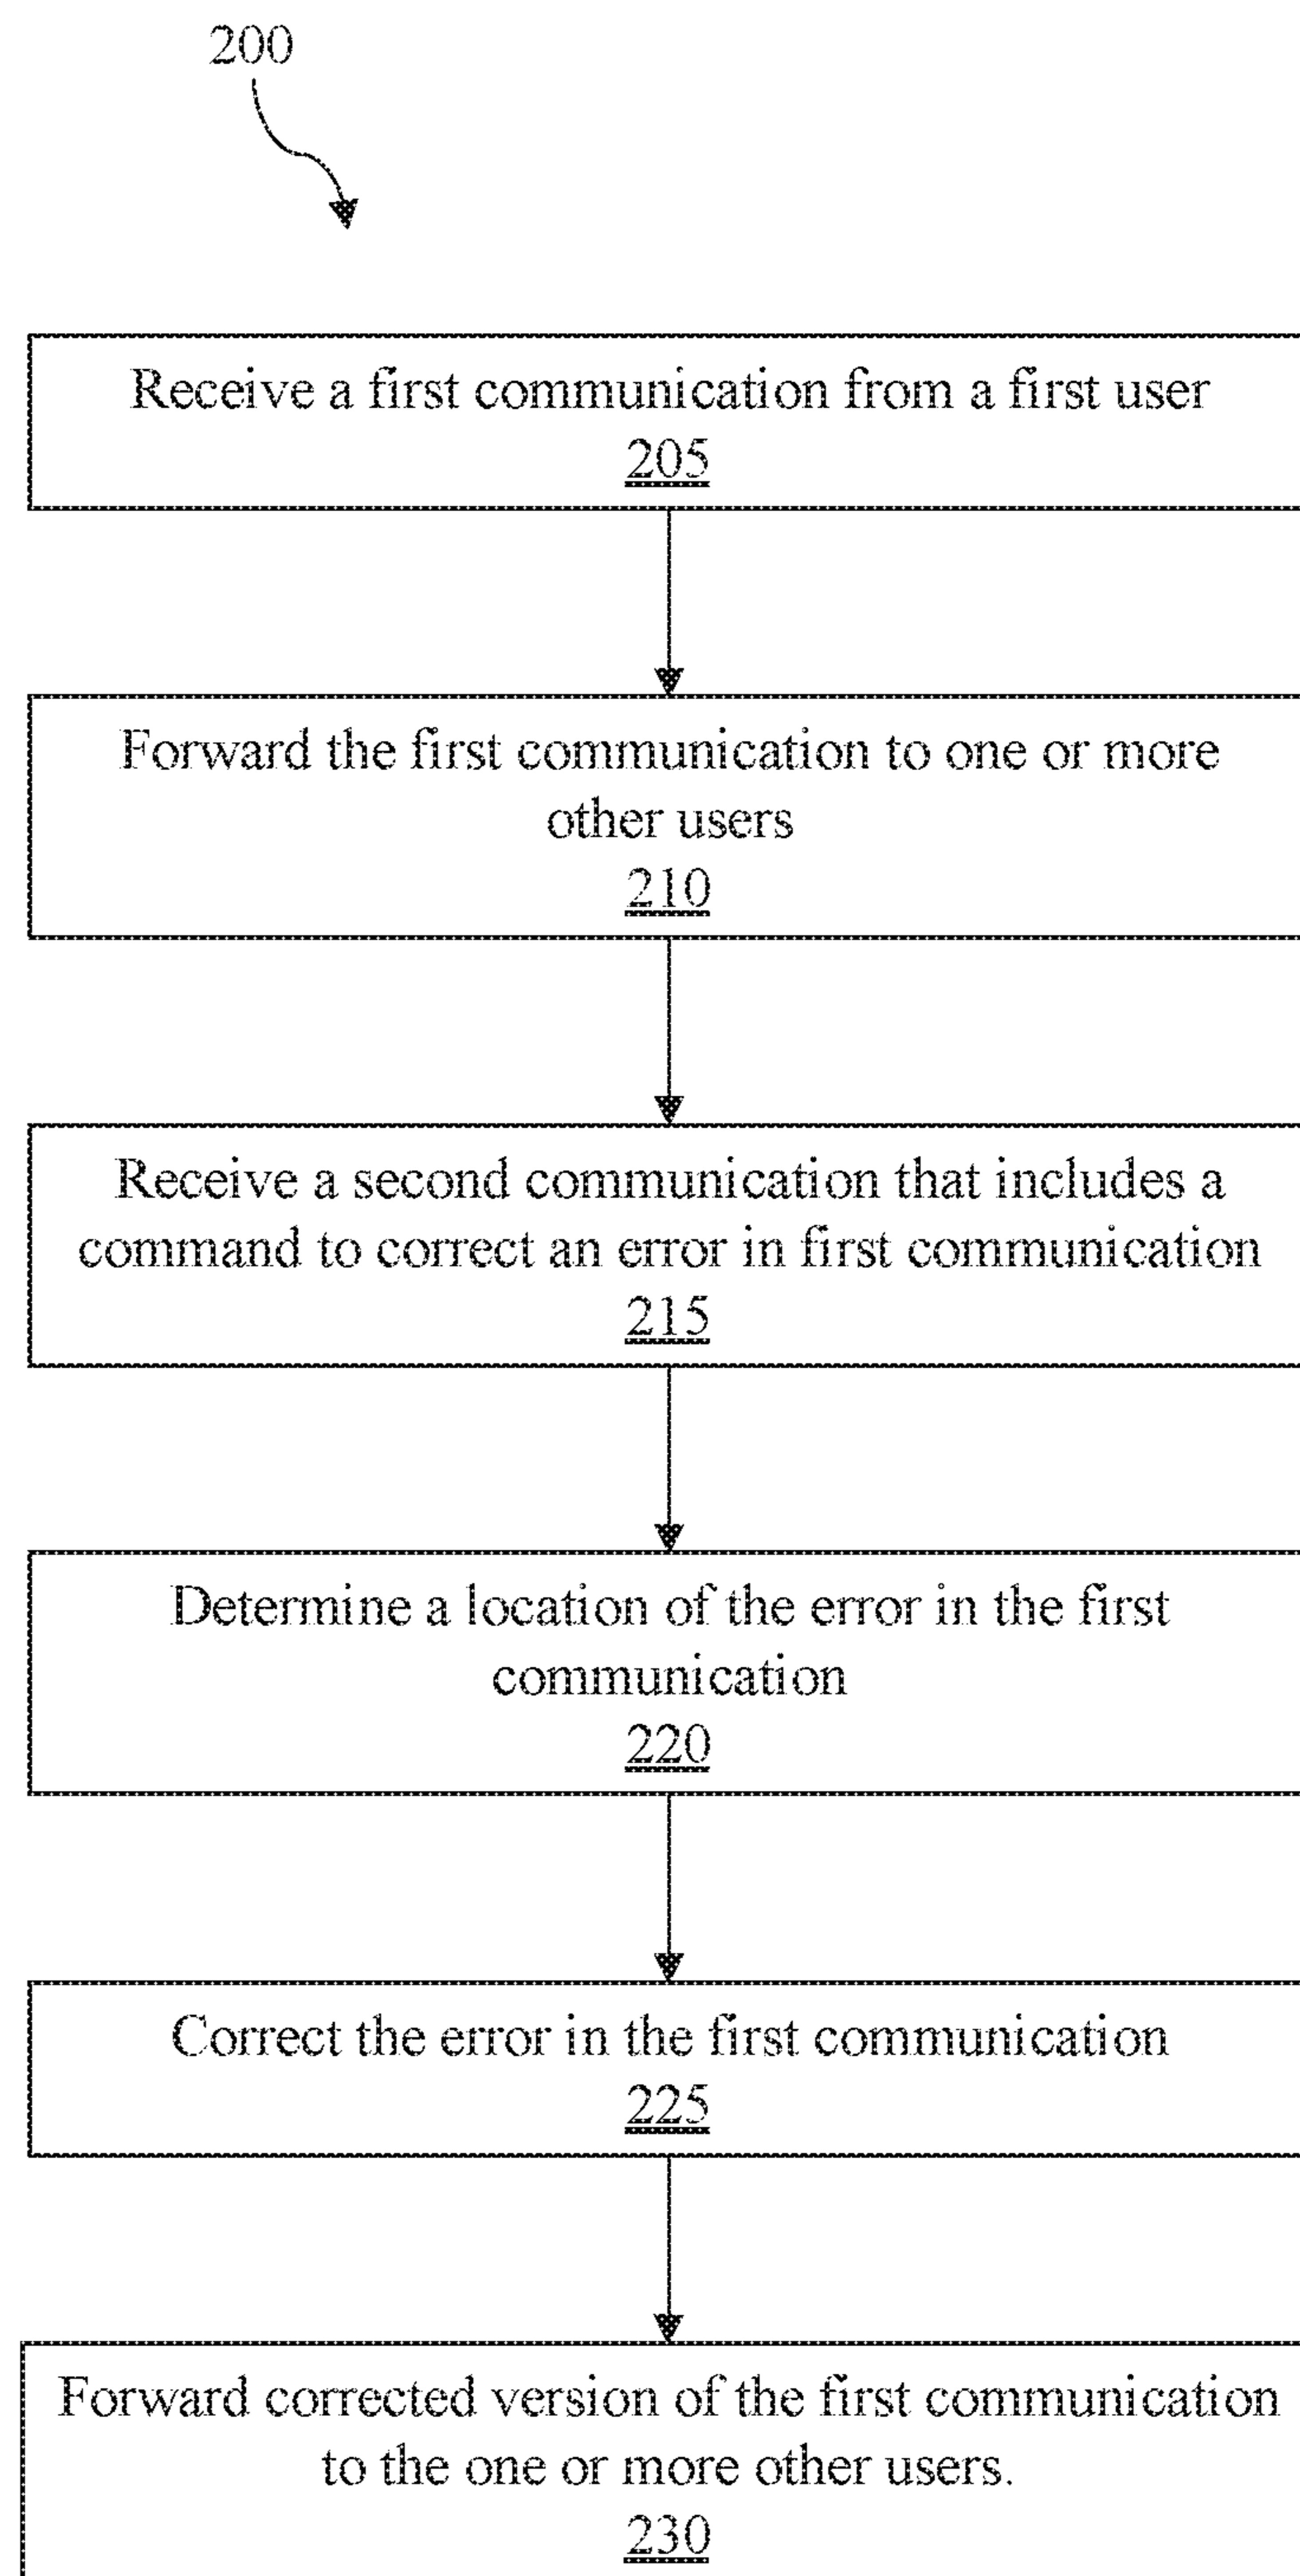 200
Receive a first communication from a first user
205
Forward the first communication to one or more
other users
210
Receive a second communication that includes a
command to correct an error in first communication
215
Determine a location of the error in the first
communication
220
Correct the error in the first communication
225
Forward corrected version of the first communication
to the one or more other users.
230